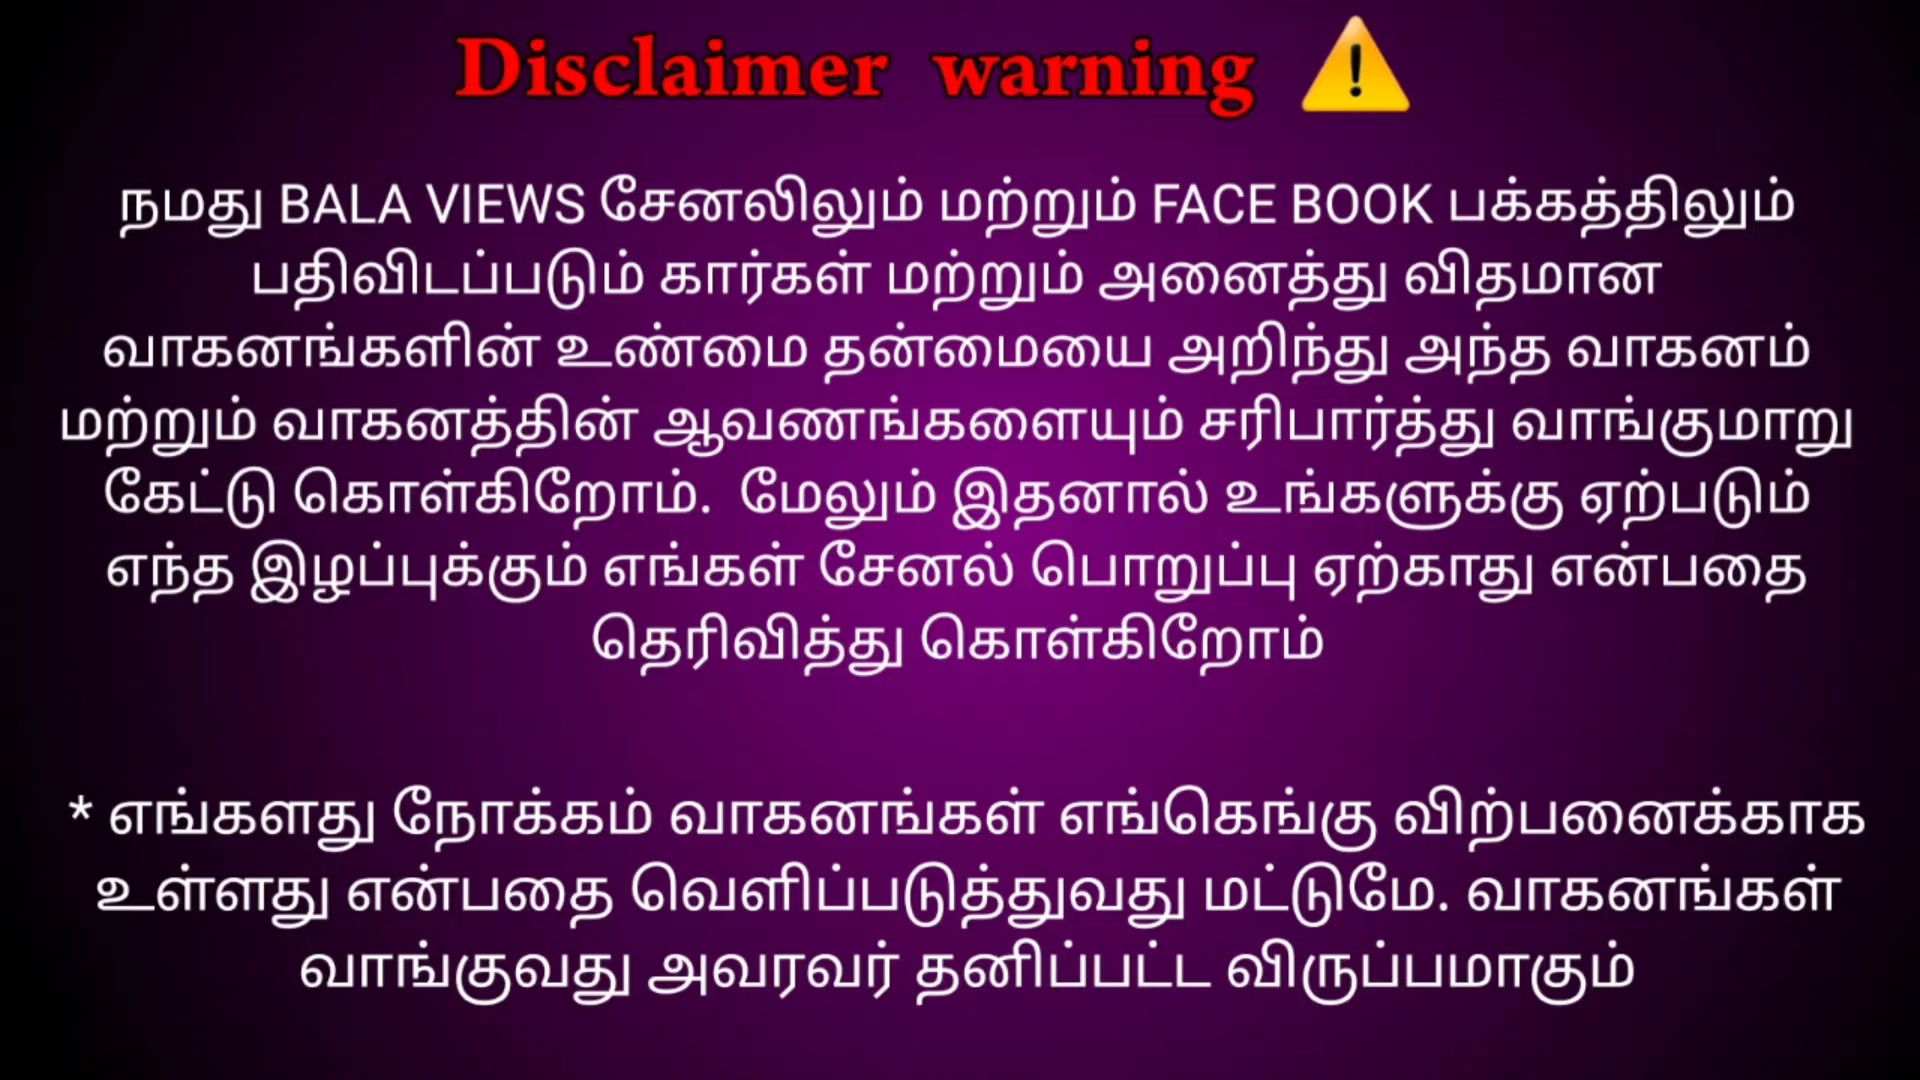 Disclaimer warning ⚠
நமது BALA VIEWS சேனலிலும் மற்றும் FACE BOOK பக்கத்திலும்
பதிவிடப்படும் கார்கள் மற்றும் அனைத்து விதமான
வாகனங்களின் உண்மை தன்மையை அறிந்து அந்த வாகனம்
மற்றும் வாகனத்தின் ஆவணங்களையும் சரிபார்த்து வாங்குமாறு
கேட்டு கொள்கிறோம். மேலும் இதனால் உங்களுக்கு ஏற்படும்
எந்த இழப்புக்கும் எங்கள் சேனல் பொறுப்பு ஏற்காது என்பதை
தெரிவித்து கொள்கிறோம்
* எங்களது நோக்கம் வாகனங்கள் எங்கெங்கு விற்பனைக்காக
உள்ளது என்பதை வெளிப்படுத்துவது மட்டுமே. வாகனங்கள்
வாங்குவது அவரவர் தனிப்பட்ட விருப்பமாகும்